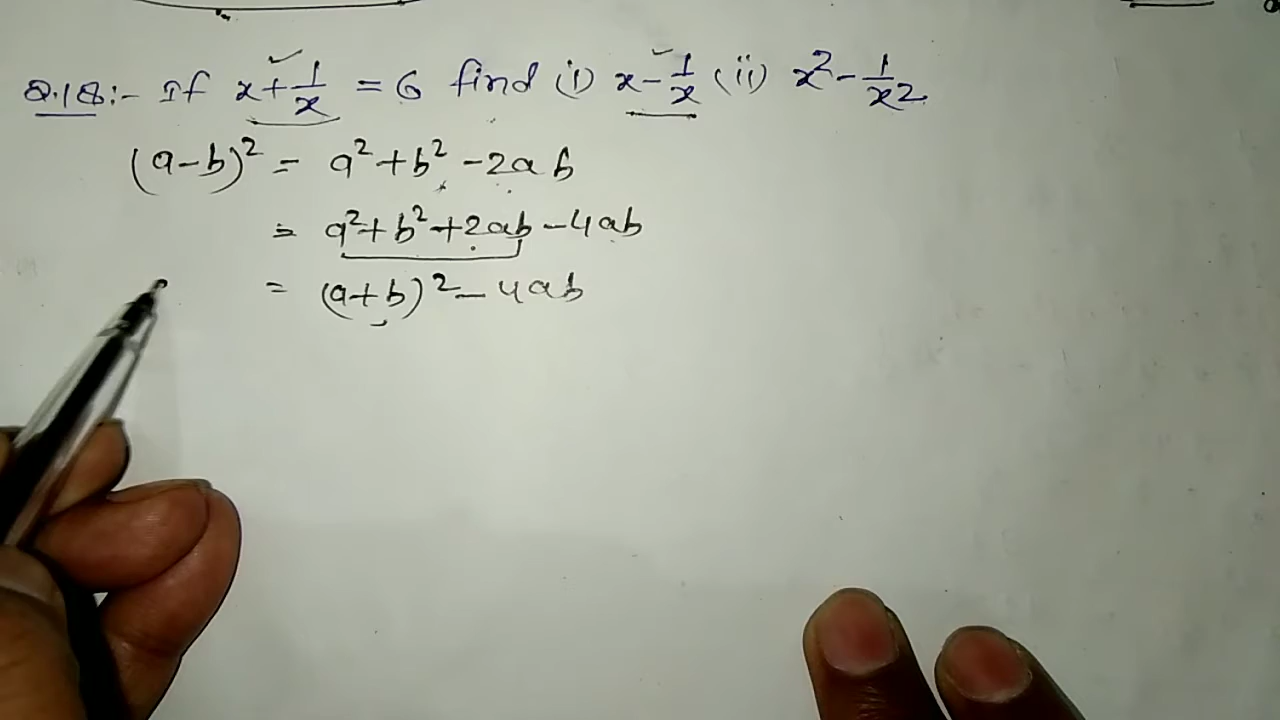 Q.18:- If x+1/x = 6 find (i) x-1/x (ii) x²-1/x2
(a-b)² = a²+b²-2ab
= a²+b²+2ab-4ab
= (a+b)²-4ab